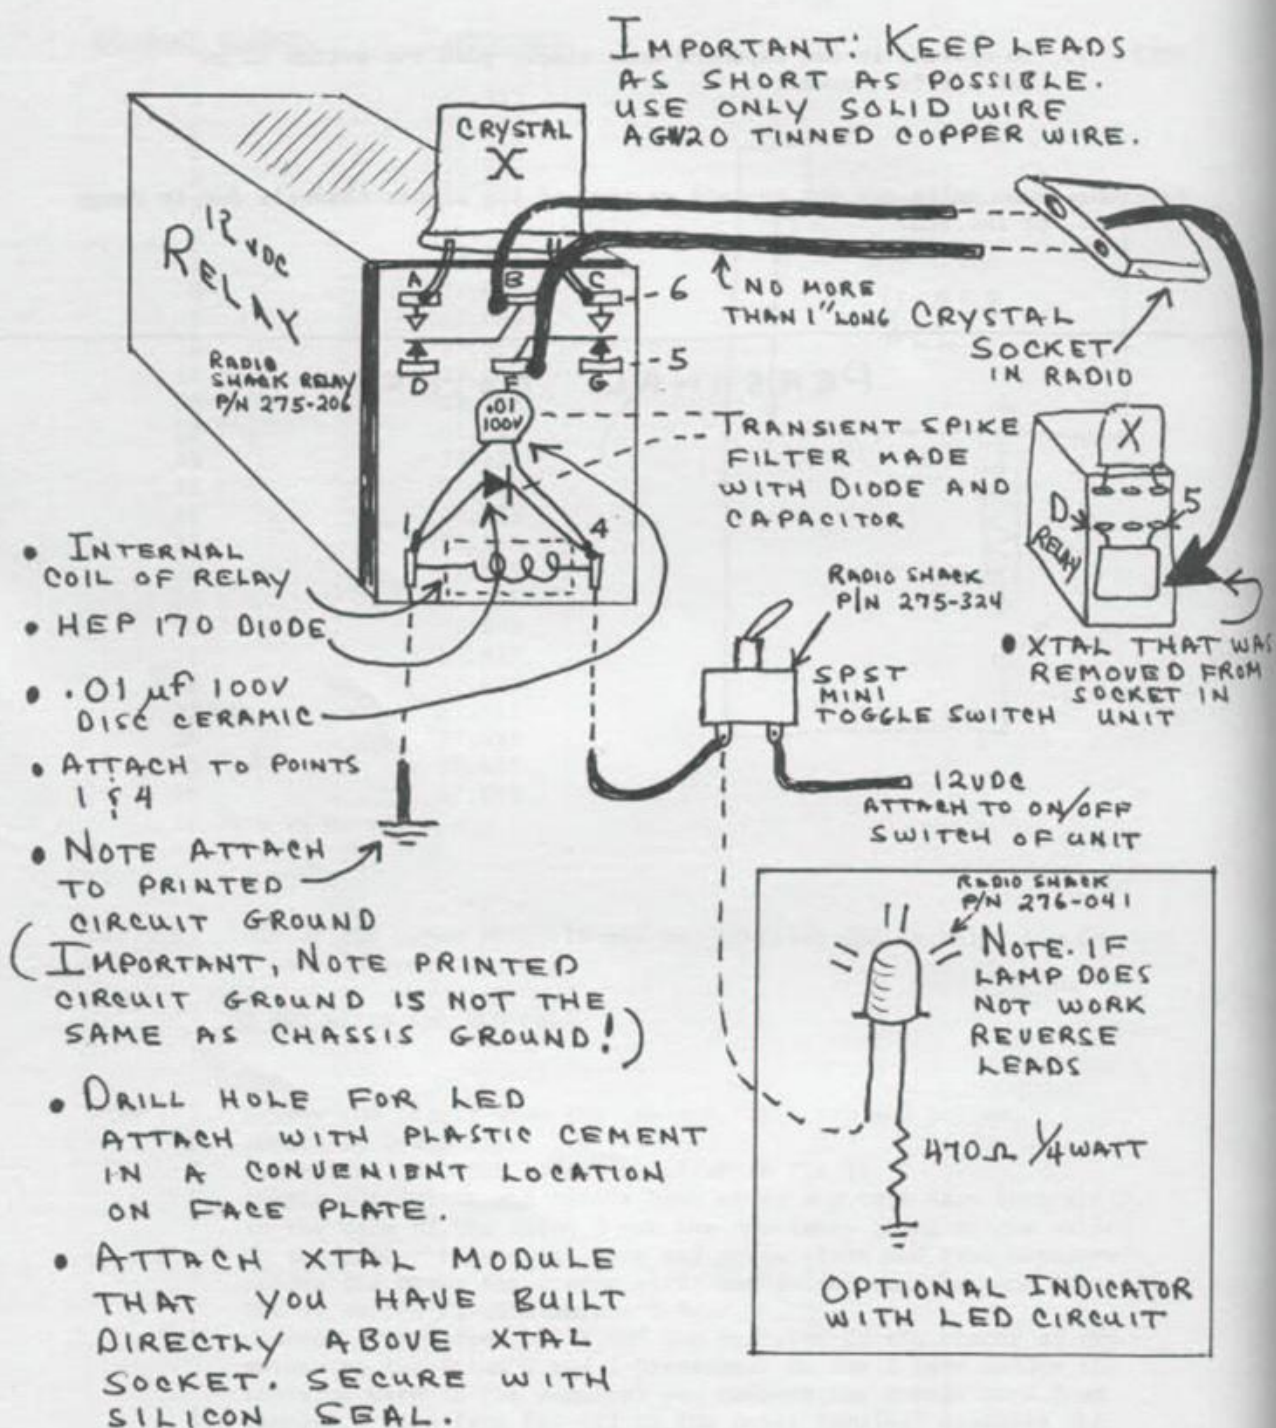 IMPORTANT: KEEP LEADS
AS SHORT AS POSSIBLE.
USE ONLY SOLID WIRE
AGW20 TINNED COPPER WIRE.
CRYSTAL
X
12 VDC
RELAY
RADIO
SHACK RELAY
P/N 275-206
A
B
C
6
D
F
G
5
.01
100V
1
4
NO MORE
THAN 1" LONG
CRYSTAL
SOCKET
IN RADIO
TRANSIENT SPIKE
FILTER MADE
WITH DIODE AND
CAPACITOR
X
D
5
RELAY
• XTAL THAT WAS
REMOVED FROM
SOCKET IN
UNIT
RADIO SHACK
P/N 275-324
SPST
MINI
TOGGLE SWITCH
12VDC
ATTACH TO ON/OFF
SWITCH OF UNIT
• INTERNAL
COIL OF RELAY
• HEP 170 DIODE
• .01 µf 100V
DISC CERAMIC
• ATTACH TO POINTS
1 & 4
• NOTE ATTACH
TO PRINTED
CIRCUIT GROUND
(IMPORTANT, NOTE PRINTED
CIRCUIT GROUND IS NOT THE
SAME AS CHASSIS GROUND!)
• DRILL HOLE FOR LED
ATTACH WITH PLASTIC CEMENT
IN A CONVENIENT LOCATION
ON FACE PLATE.
• ATTACH XTAL MODULE
THAT YOU HAVE BUILT
DIRECTLY ABOVE XTAL
SOCKET. SECURE WITH
SILICON SEAL.
RADIO SHACK
P/N 276-041
NOTE. IF
LAMP DOES
NOT WORK
REVERSE
LEADS
470Ω 1/4 WATT
OPTIONAL INDICATOR
WITH LED CIRCUIT